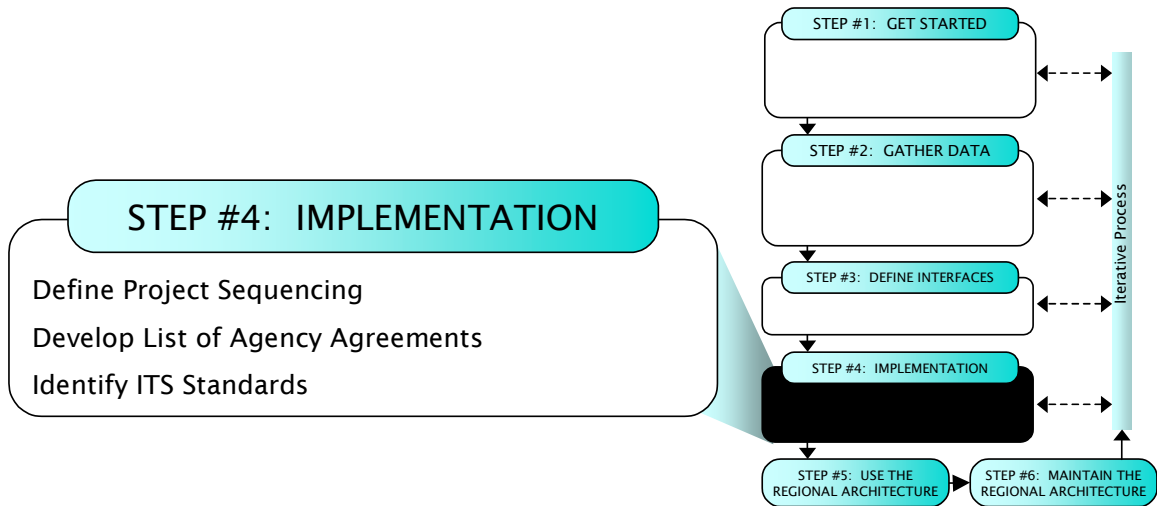 STEP #4: IMPLEMENTATION
Define Project Sequencing
Develop List of Agency Agreements
Identify ITS Standards
STEP #1: GET STARTED
STEP #2: GATHER DATA
STEP #3: DEFINE INTERFACES
STEP #4: IMPLEMENTATION
STEP #5: USE THE
REGIONAL ARCHITECTURE
STEP #6: MAINTAIN THE
REGIONAL ARCHITECTURE
Iterative Process